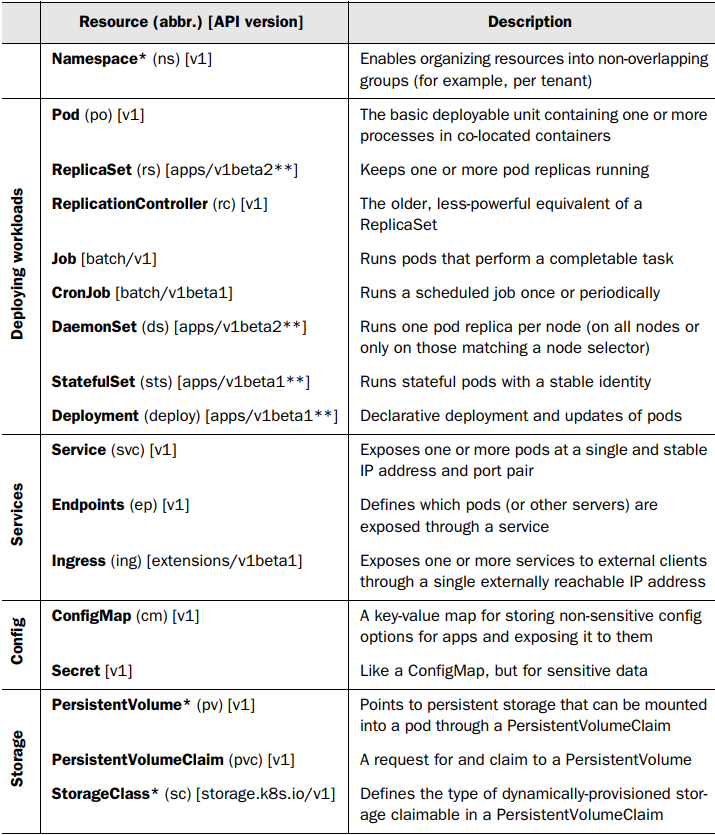 Resource (abbr.) [API version] Description
Namespace* (ns) [v1] Enables organizing resources into non-overlapping
groups (for example, per tenant)
Deploying workloads
Pod (po) [v1] The basic deployable unit containing one or more
processes in co-located containers
ReplicaSet (rs) [apps/v1beta2**] Keeps one or more pod replicas running
ReplicationController (rc) [v1] The older, less-powerful equivalent of a
ReplicaSet
Job [batch/v1] Runs pods that perform a completable task
CronJob [batch/v1beta1] Runs a scheduled job once or periodically
DaemonSet (ds) [apps/v1beta2**] Runs one pod replica per node (on all nodes or
only on those matching a node selector)
StatefulSet (sts) [apps/v1beta1**] Runs stateful pods with a stable identity
Deployment (deploy) [apps/v1beta1**] Declarative deployment and updates of pods
Services
Service (svc) [v1] Exposes one or more pods at a single and stable
IP address and port pair
Endpoints (ep) [v1] Defines which pods (or other servers) are
exposed through a service
Ingress (ing) [extensions/v1beta1] Exposes one or more services to external clients
through a single externally reachable IP address
Config
ConfigMap (cm) [v1] A key-value map for storing non-sensitive config
options for apps and exposing it to them
Secret [v1] Like a ConfigMap, but for sensitive data
Storage
PersistentVolume* (pv) [v1] Points to persistent storage that can be mounted
into a pod through a PersistentVolumeClaim
PersistentVolumeClaim (pvc) [v1] A request for and claim to a PersistentVolume
StorageClass* (sc) [storage.k8s.io/v1] Defines the type of dynamically-provisioned stor-
age claimable in a PersistentVolumeClaim